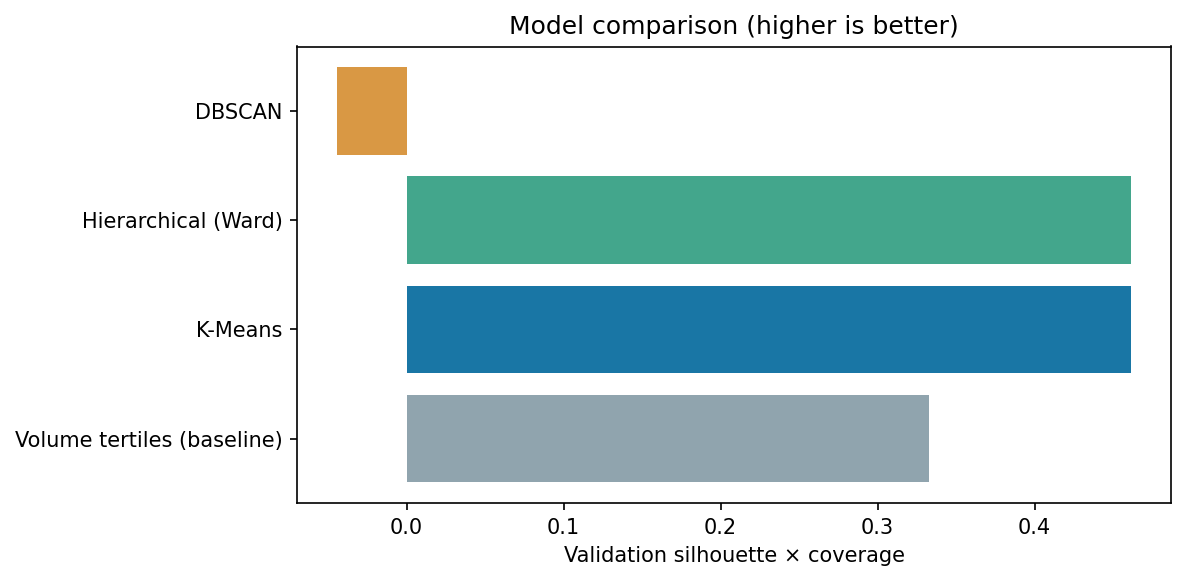 Model comparison (higher is better)
DBSCAN
Hierarchical (Ward)
K-Means
Volume tertiles (baseline)
0.0 0.1 0.2 0.3 0.4
Validation silhouette × coverage